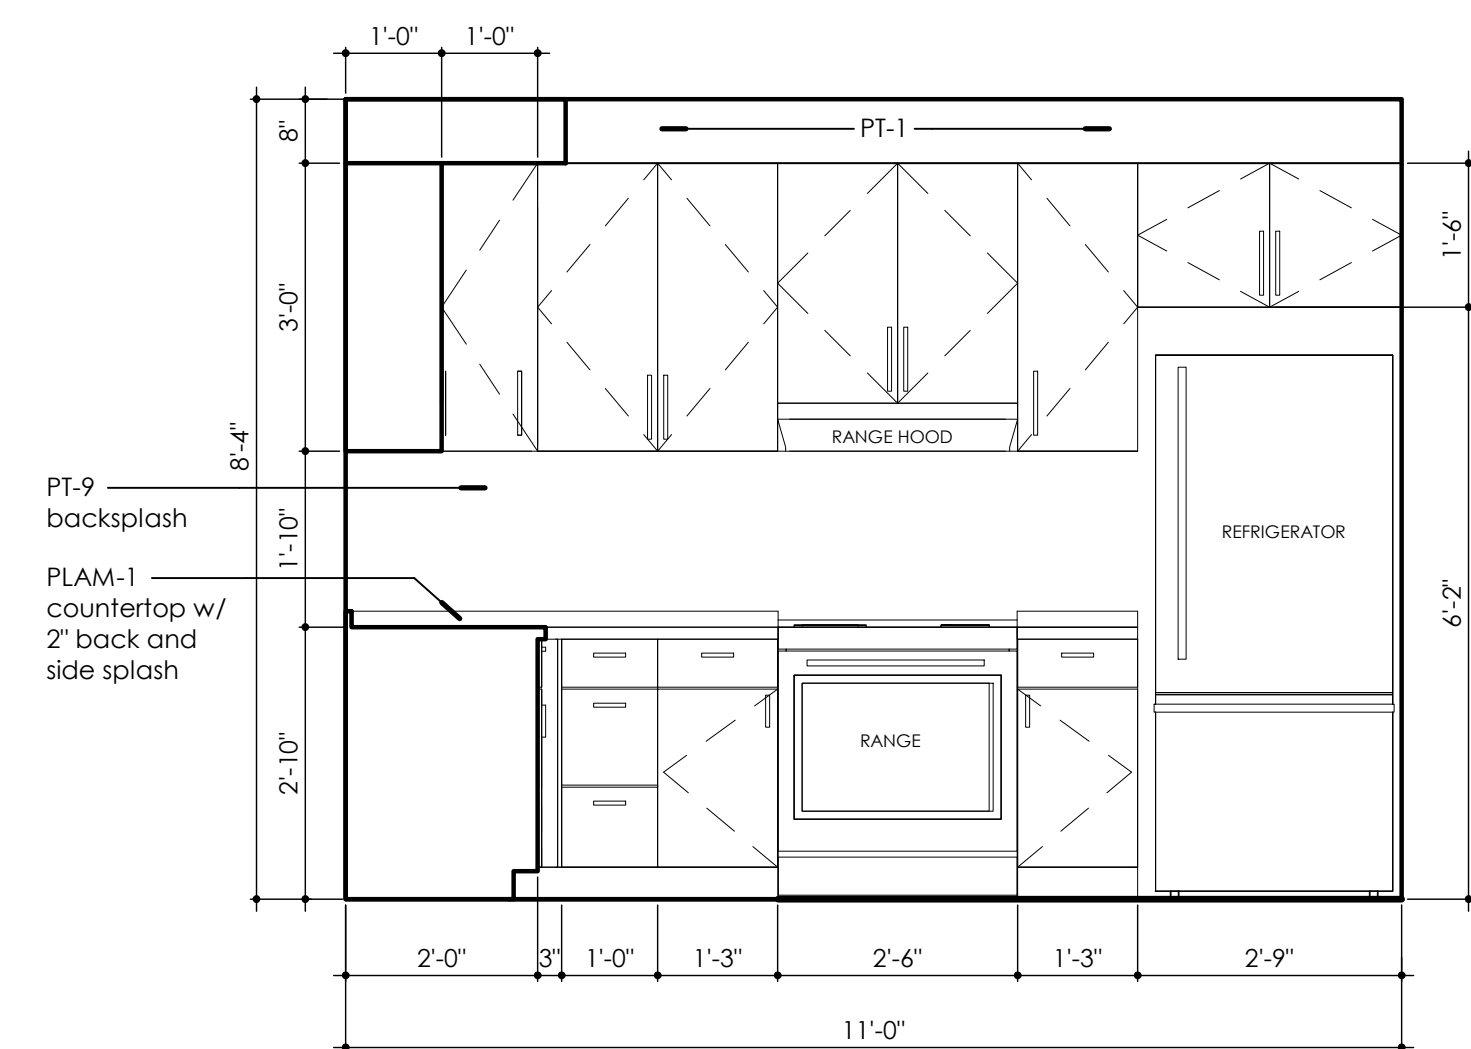 1'-0" 1'-0"
8"
PT-1
3'-0"
1'-6"
8'-4"
RANGE HOOD
PT-9
backsplash
1'-10"
REFRIGERATOR
PLAM-1
countertop w/
2" back and
side splash
6'-2"
2'-10"
RANGE
2'-0" 3" 1'-0" 1'-3" 2'-6" 1'-3" 2'-9"
11'-0"